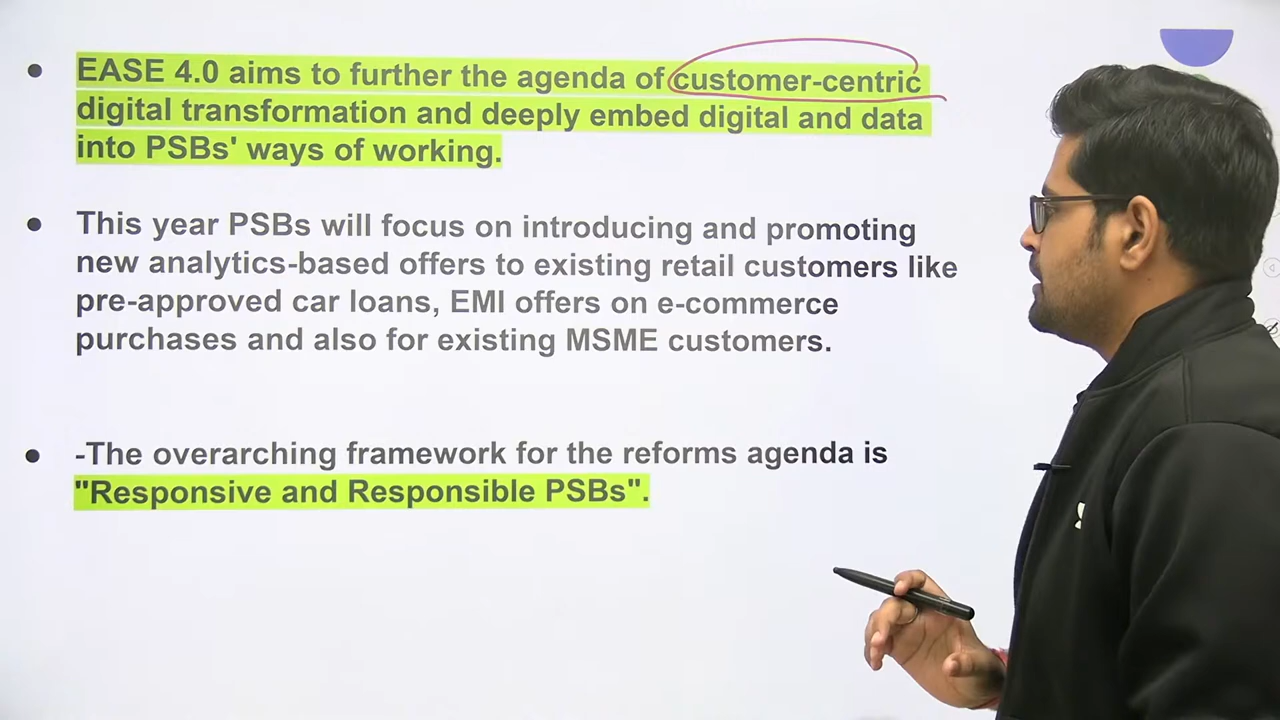 • EASE 4.0 aims to further the agenda of customer-centric
digital transformation and deeply embed digital and data
into PSBs' ways of working.
• This year PSBs will focus on introducing and promoting
new analytics-based offers to existing retail customers like
pre-approved car loans, EMI offers on e-commerce
purchases and also for existing MSME customers.
• -The overarching framework for the reforms agenda is
"Responsive and Responsible PSBs".